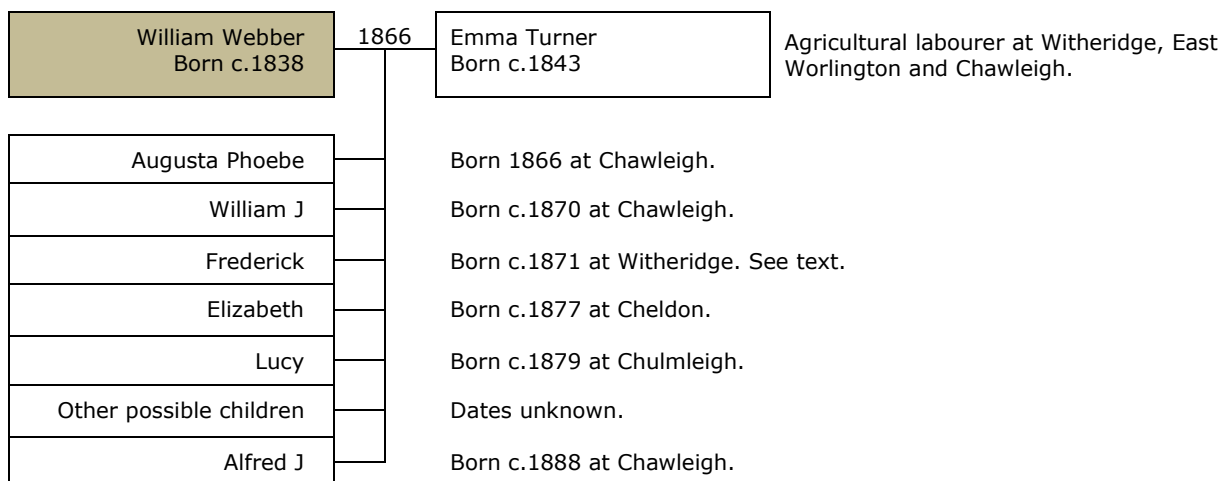 William Webber
Born c.1838
1866
Emma Turner
Born c.1843
Agricultural labourer at Witheridge, East
Worlington and Chawleigh.
Augusta Phoebe
Born 1866 at Chawleigh.
William J
Born c.1870 at Chawleigh.
Frederick
Born c.1871 at Witheridge. See text.
Elizabeth
Born c.1877 at Cheldon.
Lucy
Born c.1879 at Chulmleigh.
Other possible children
Dates unknown.
Alfred J
Born c.1888 at Chawleigh.